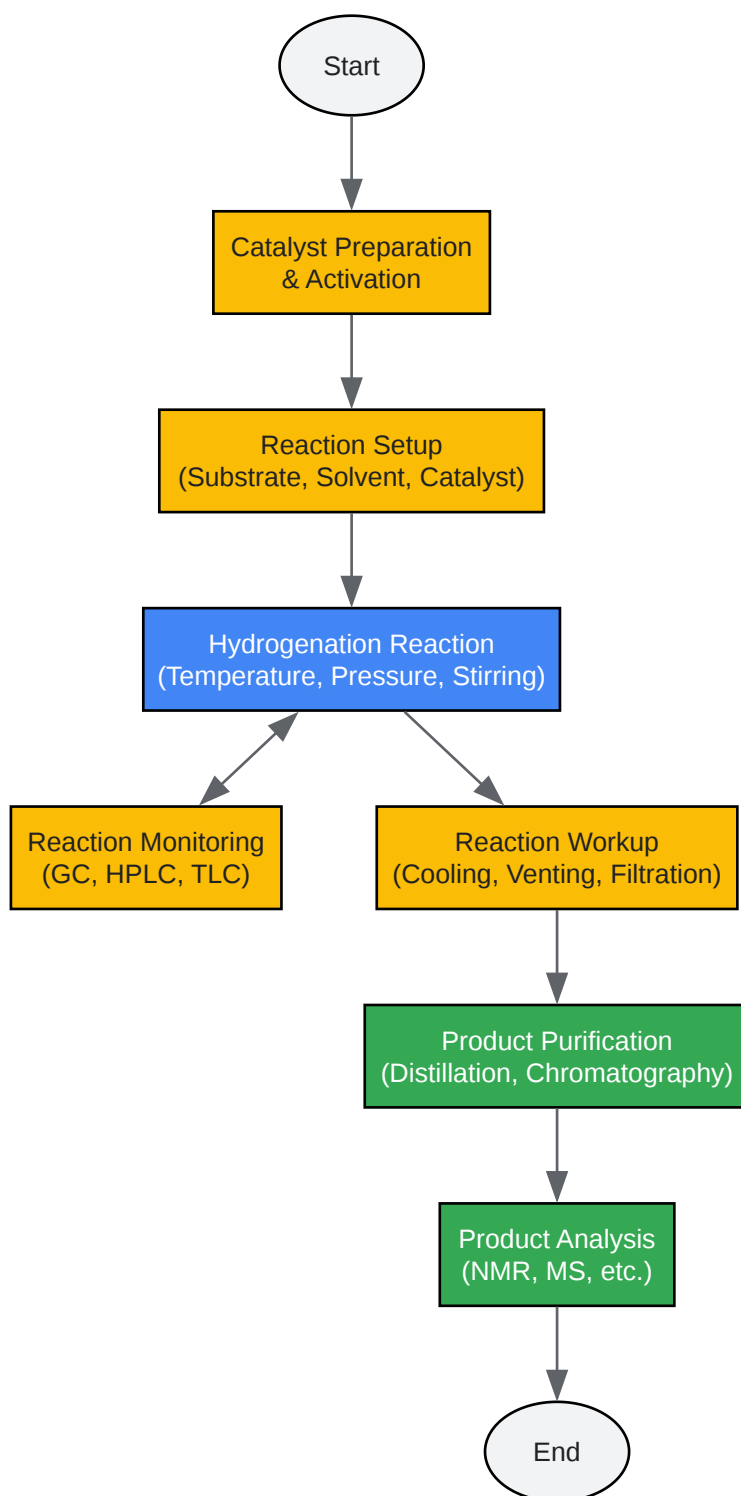 Start
Catalyst Preparation
& Activation
Reaction Setup
(Substrate, Solvent, Catalyst)
Hydrogenation Reaction
(Temperature, Pressure, Stirring)
Reaction Monitoring
(GC, HPLC, TLC)
Reaction Workup
(Cooling, Venting, Filtration)
Product Purification
(Distillation, Chromatography)
Product Analysis
(NMR, MS, etc.)
End